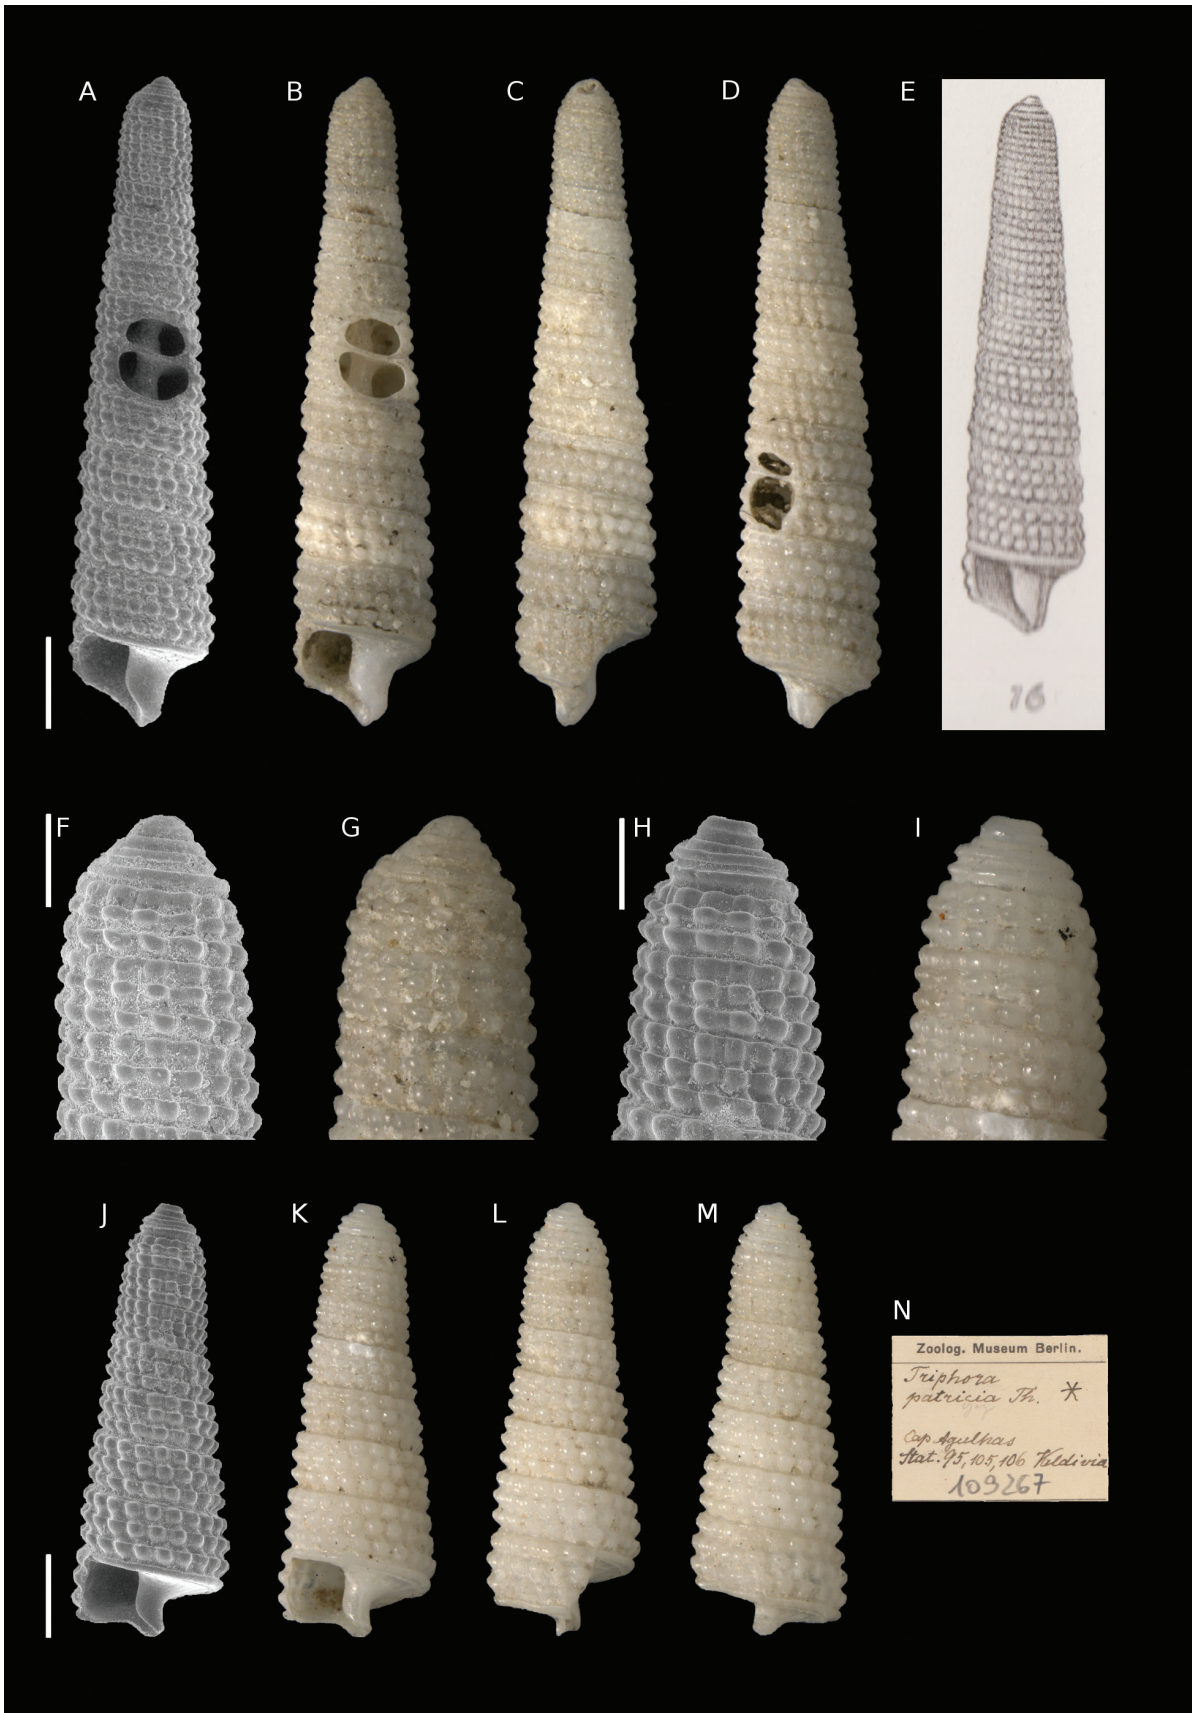 A
B
C
D
E
16
F
G
H
I
J
K
L
M
N
Zoolog. Museum Berlin.
Triphora
patricia Th. *
Cap Agulhas
Stat. 95, 105, 106 Valdivia
109267